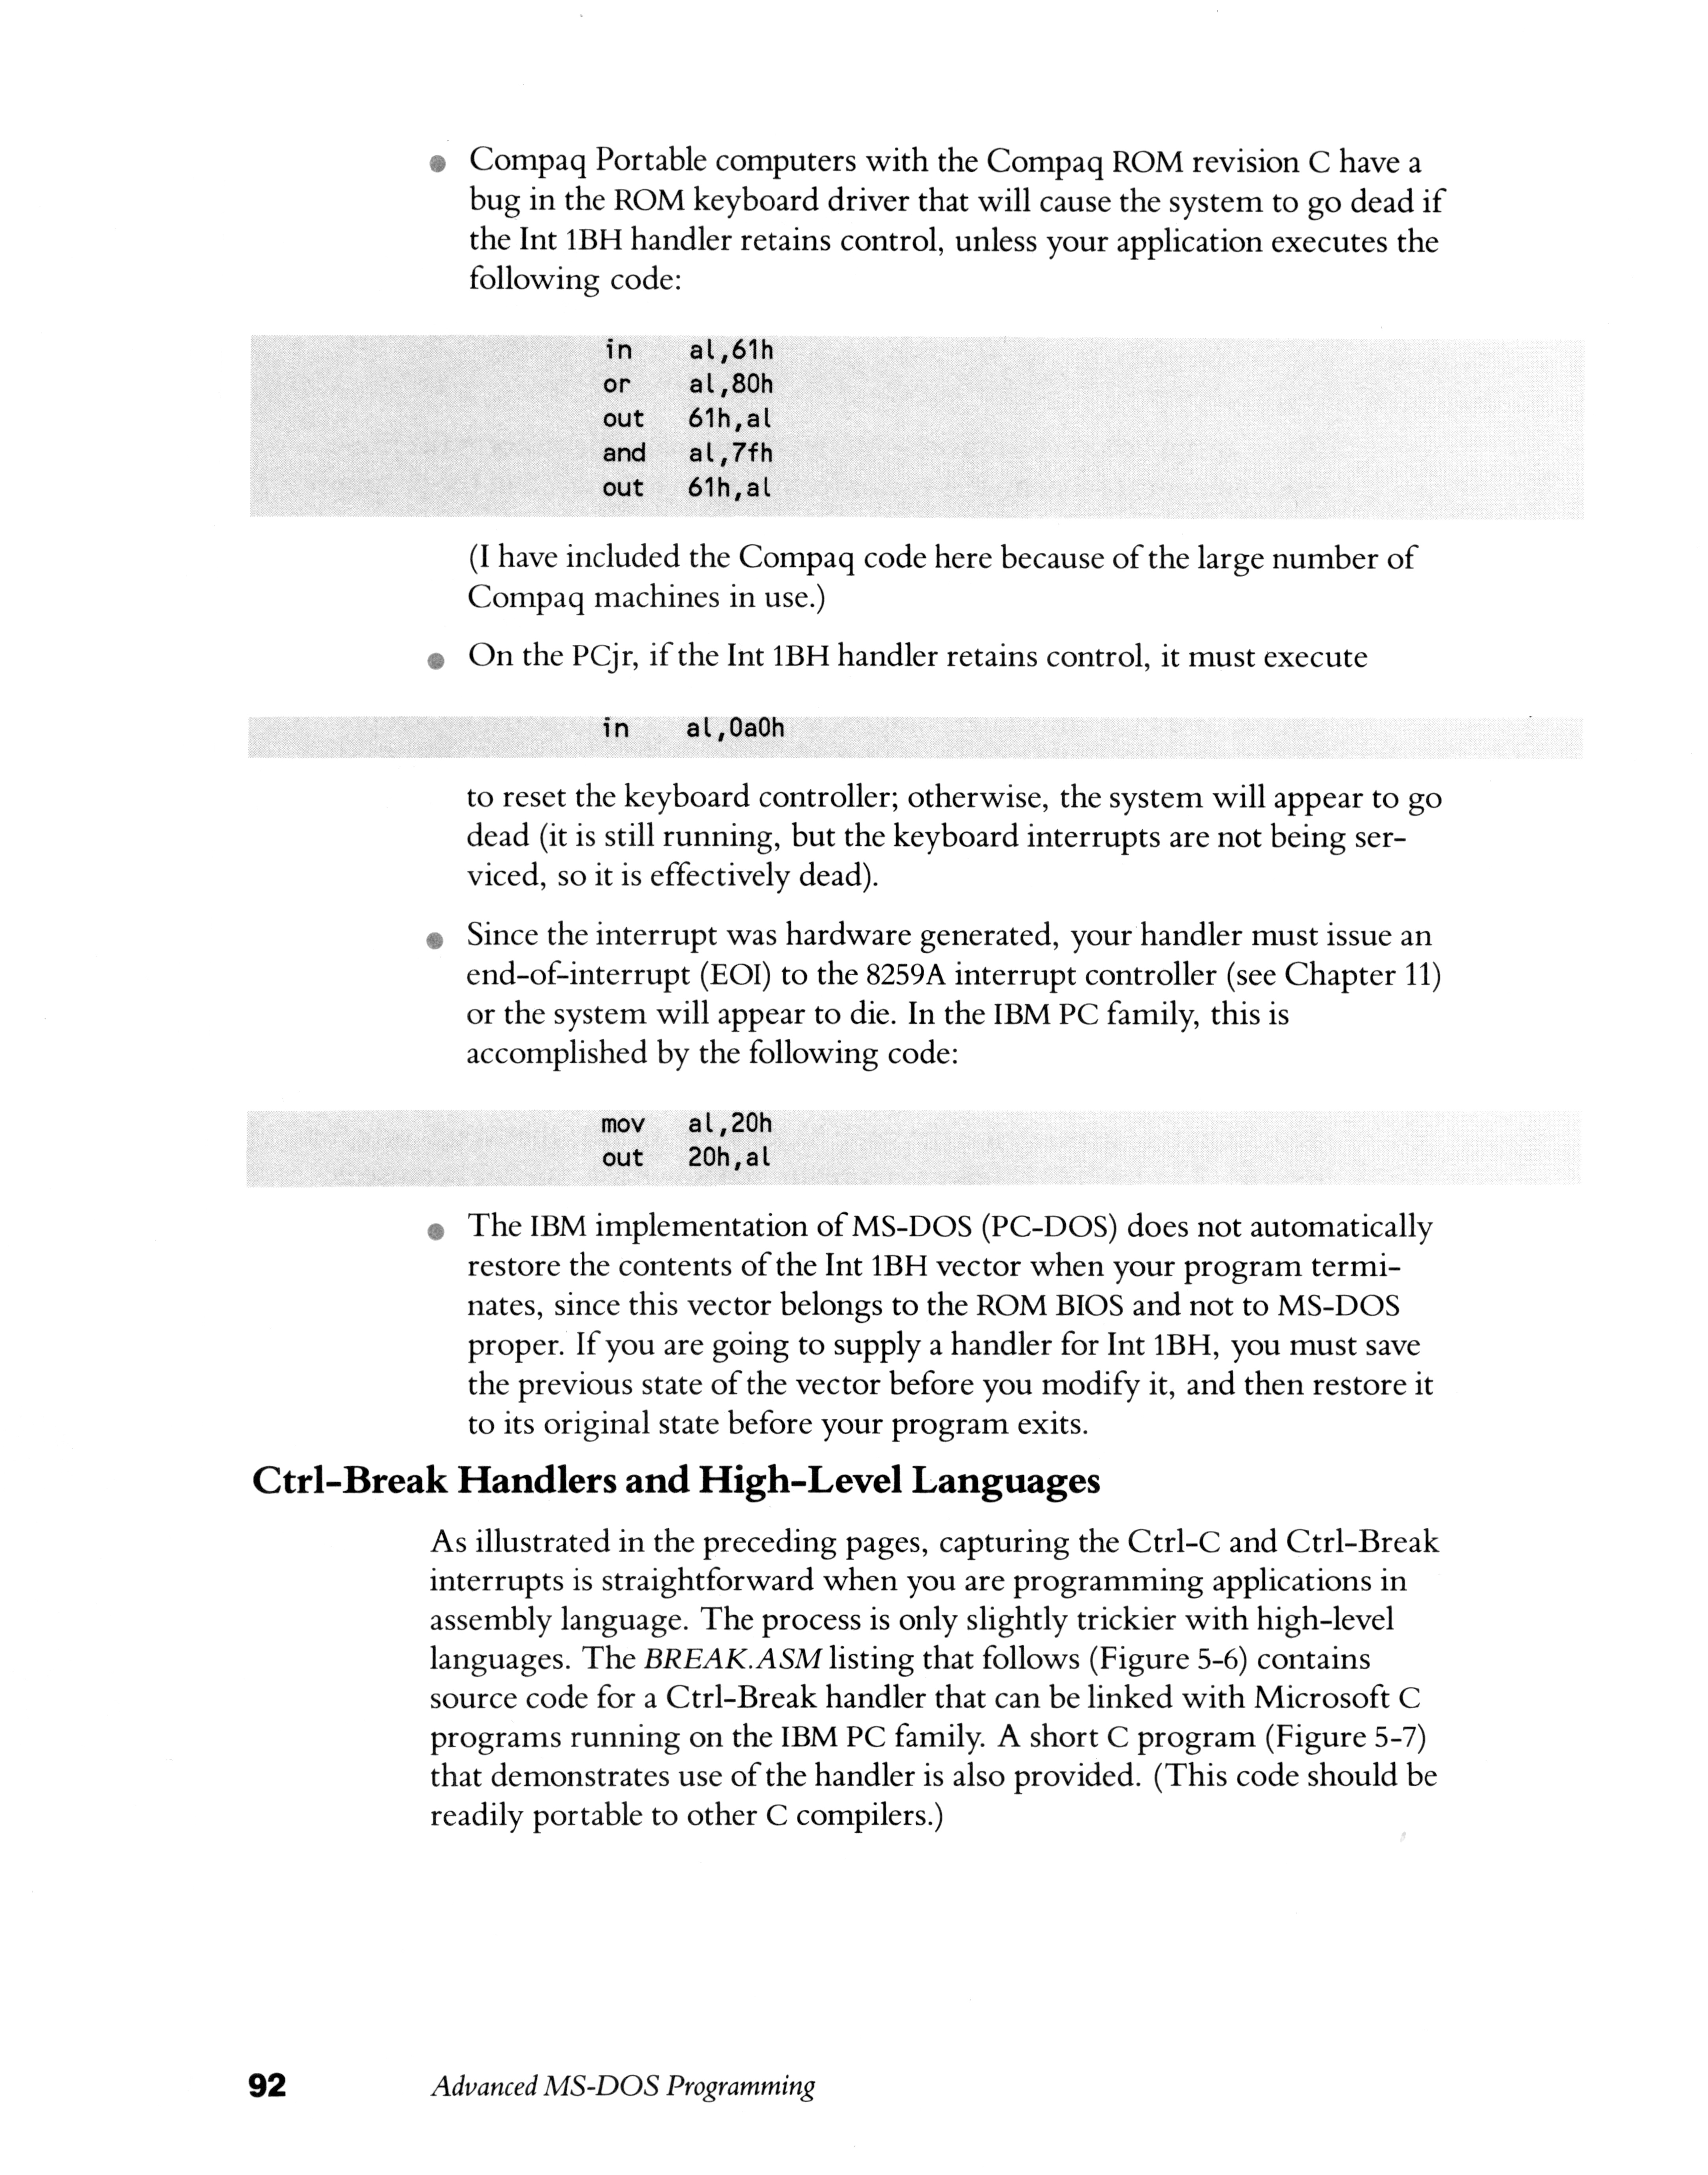 ● Compaq Portable computers with the Compaq ROM revision C have a
bug in the ROM keyboard driver that will cause the system to go dead if
the Int 1BH handler retains control, unless your application executes the
following code:
in al,61h
or al,80h
out 61h,al
and al,7fh
out 61h,al
(I have included the Compaq code here because of the large number of
Compaq machines in use.)
● On the PCjr, if the Int 1BH handler retains control, it must execute
in al,0a0h
to reset the keyboard controller; otherwise, the system will appear to go
dead (it is still running, but the keyboard interrupts are not being ser-
viced, so it is effectively dead).
● Since the interrupt was hardware generated, your handler must issue an
end-of-interrupt (EOI) to the 8259A interrupt controller (see Chapter 11)
or the system will appear to die. In the IBM PC family, this is
accomplished by the following code:
mov al,20h
out 20h,al
● The IBM implementation of MS-DOS (PC-DOS) does not automatically
restore the contents of the Int 1BH vector when your program termi-
nates, since this vector belongs to the ROM BIOS and not to MS-DOS
proper. If you are going to supply a handler for Int 1BH, you must save
the previous state of the vector before you modify it, and then restore it
to its original state before your program exits.
Ctrl-Break Handlers and High-Level Languages
As illustrated in the preceding pages, capturing the Ctrl-C and Ctrl-Break
interrupts is straightforward when you are programming applications in
assembly language. The process is only slightly trickier with high-level
languages. The BREAK.ASM listing that follows (Figure 5-6) contains
source code for a Ctrl-Break handler that can be linked with Microsoft C
programs running on the IBM PC family. A short C program (Figure 5-7)
that demonstrates use of the handler is also provided. (This code should be
readily portable to other C compilers.)
92 Advanced MS-DOS Programming